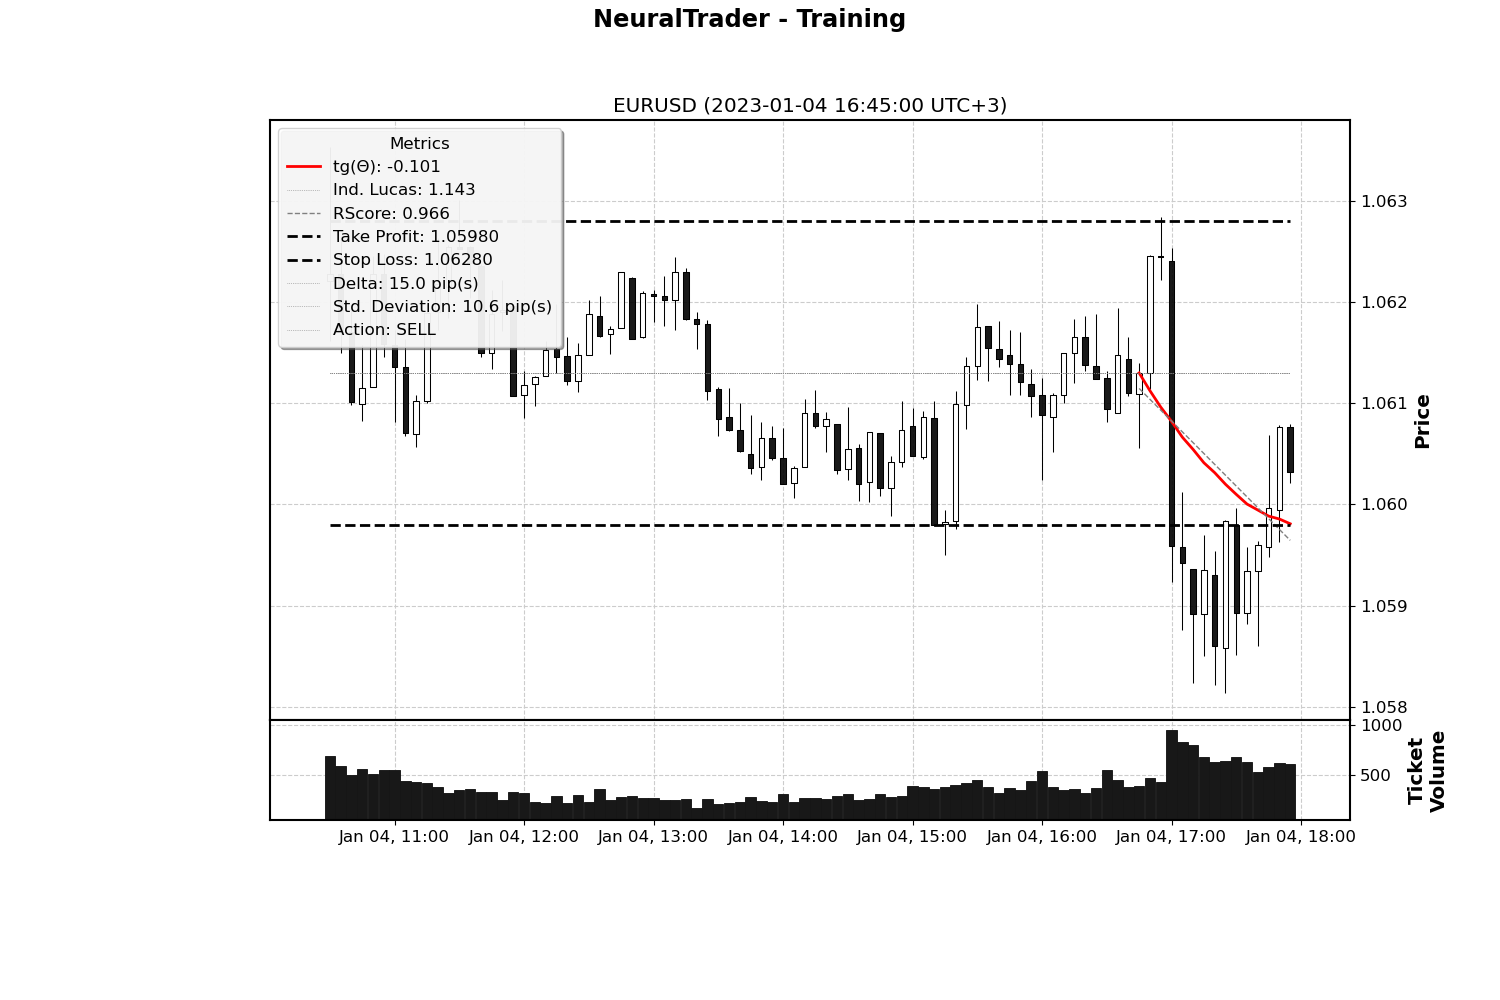 NeuralTrader - Training
EURUSD (2023-01-04 16:45:00 UTC+3)
Metrics
tg(Θ): -0.101
Ind. Lucas: 1.143
RScore: 0.966
Take Profit: 1.05980
Stop Loss: 1.06280
Delta: 15.0 pip(s)
Std. Deviation: 10.6 pip(s)
Action: SELL
1.063
1.062
1.061
1.060
1.059
1.058
Price
1000
500
Ticket
Volume
Jan 04, 11:00
Jan 04, 12:00
Jan 04, 13:00
Jan 04, 14:00
Jan 04, 15:00
Jan 04, 16:00
Jan 04, 17:00
Jan 04, 18:00